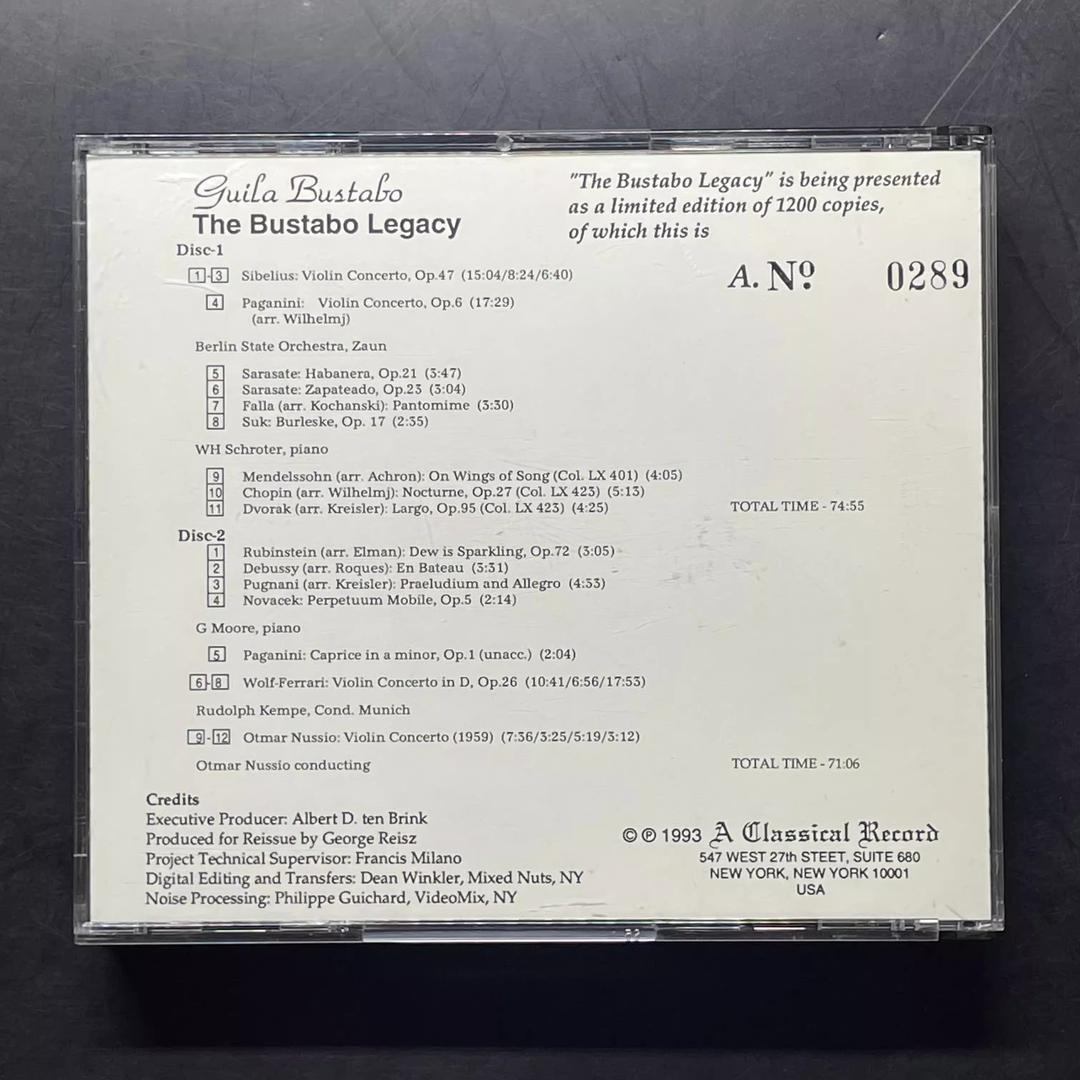 Guila Bustabo
The Bustabo Legacy
"The Bustabo Legacy" is being presented
as a limited edition of 1200 copies,
of which this is
A. Nº 0289
Disc-1
1-3 Sibelius: Violin Concerto, Op.47 (15:04/8:24/6:40)
4 Paganini: Violin Concerto, Op.6 (17:29)
(arr. Wilhelmj)
Berlin State Orchestra, Zaun
5 Sarasate: Habanera, Op.21 (3:47)
6 Sarasate: Zapateado, Op.23 (3:04)
7 Falla (arr. Kochanski): Pantomime (3:30)
8 Suk: Burleske, Op. 17 (2:35)
WH Schroter, piano
9 Mendelssohn (arr. Achron): On Wings of Song (Col. LX 401) (4:05)
10 Chopin (arr. Wilhelmj): Nocturne, Op.27 (Col. LX 423) (5:13)
11 Dvorak (arr. Kreisler): Largo, Op.95 (Col. LX 423) (4:25) TOTAL TIME - 74:55
Disc-2
1 Rubinstein (arr. Elman): Dew is Sparkling, Op.72 (3:05)
2 Debussy (arr. Roques): En Bateau (3:31)
3 Pugnani (arr. Kreisler): Praeludium and Allegro (4:33)
4 Novacek: Perpetuum Mobile, Op.5 (2:14)
G Moore, piano
5 Paganini: Caprice in a minor, Op.1 (unacc.) (2:04)
6-8 Wolf-Ferrari: Violin Concerto in D, Op.26 (10:41/6:56/17:53)
Rudolph Kempe, Cond. Munich
9-12 Otmar Nussio: Violin Concerto (1959) (7:36/3:25/5:19/3:12)
Otmar Nussio conducting TOTAL TIME - 71:06
Credits
Executive Producer: Albert D. ten Brink
Produced for Reissue by George Reisz
Project Technical Supervisor: Francis Milano
Digital Editing and Transfers: Dean Winkler, Mixed Nuts, NY
Noise Processing: Philippe Guichard, VideoMix, NY
© ℗ 1993 A Classical Record
547 WEST 27th STEET, SUITE 680
NEW YORK, NEW YORK 10001
USA